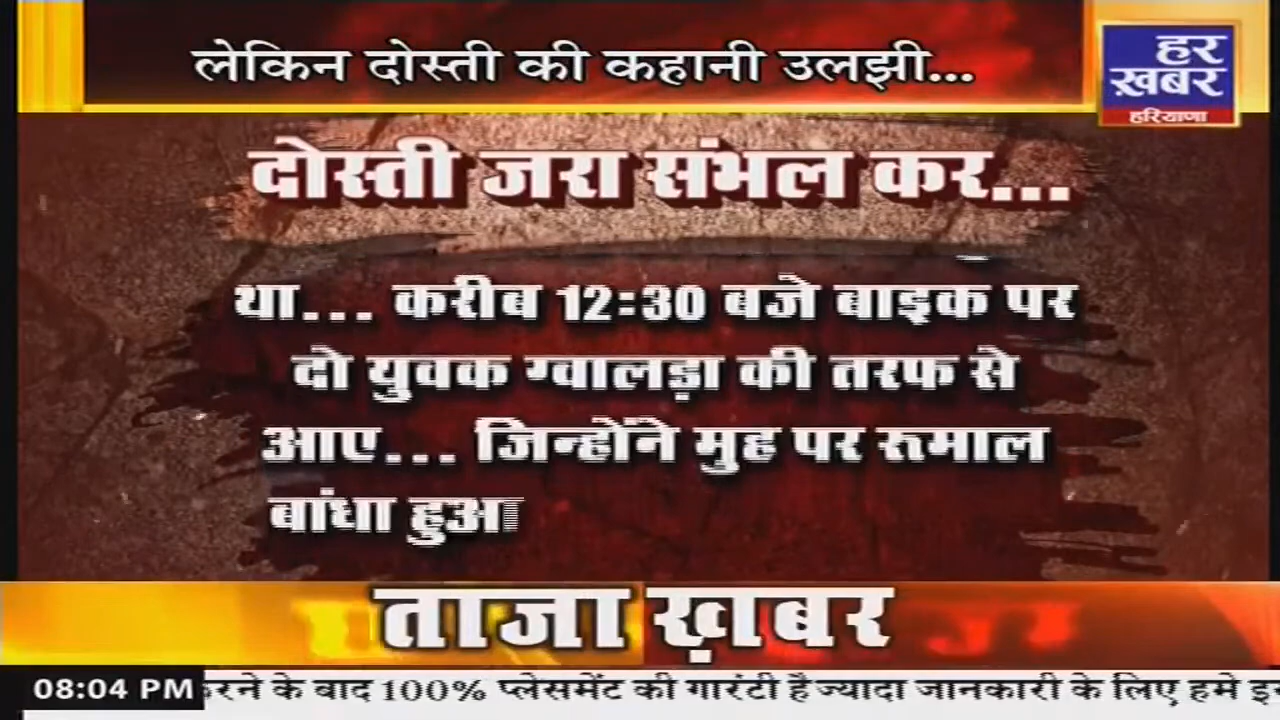 लेकिन दोस्ती की कहानी उलझी...
हर
ख़बर
हरियाणा
दोस्ती जरा संभल कर...
था... करीब 12:30 बजे बाइक पर
दो युवक ग्वालड़ा की तरफ से
आए... जिन्होंने मुह पर रूमाल
बांधा हुआ
ताजा ख़बर
08:04 PM
करने के बाद 100% प्लेसमेंट की गारंटी है ज्यादा जानकारी के लिए हमे